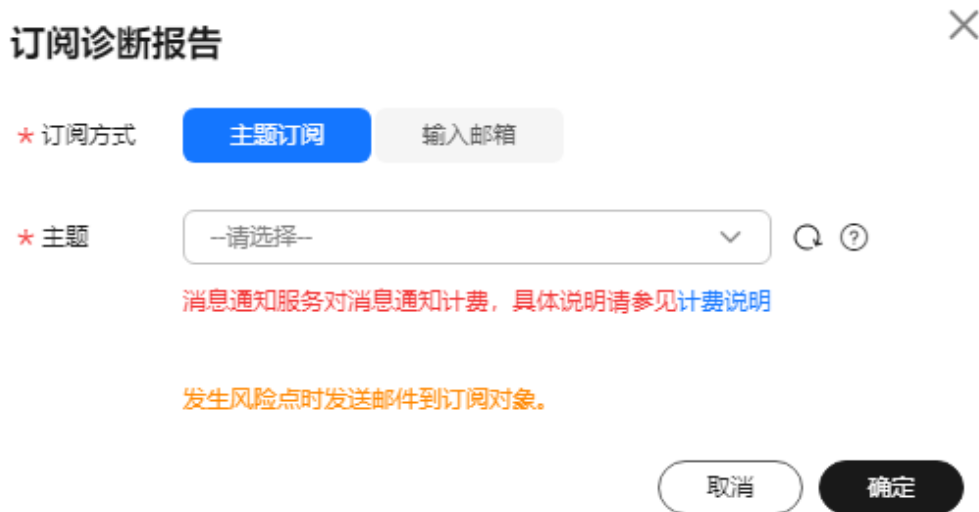 订阅诊断报告
* 订阅方式 主题订阅 输入邮箱
* 主题 --请选择--
消息通知服务对消息通知计费，具体说明请参见计费说明
发生风险点时发送邮件到订阅对象。
取消 确定